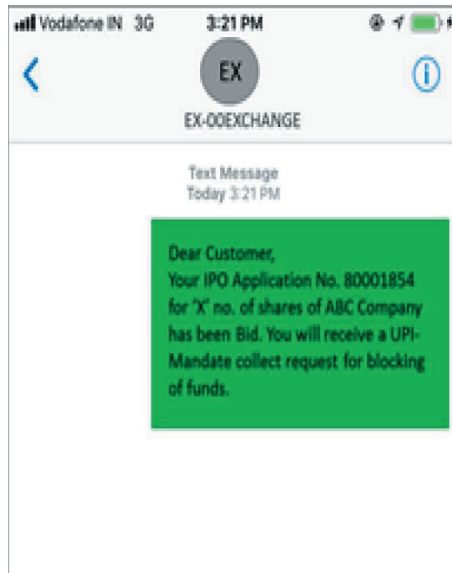 Vodafone IN 3G 3:21 PM
EX
EX-00EXCHANGE
Text Message
Today 3:21 PM
Dear Customer,
Your IPO Application No. 80001854
for "X" no. of shares of ABC Company
has been Bid. You will receive a UPI-
Mandate collect request for blocking
of funds.